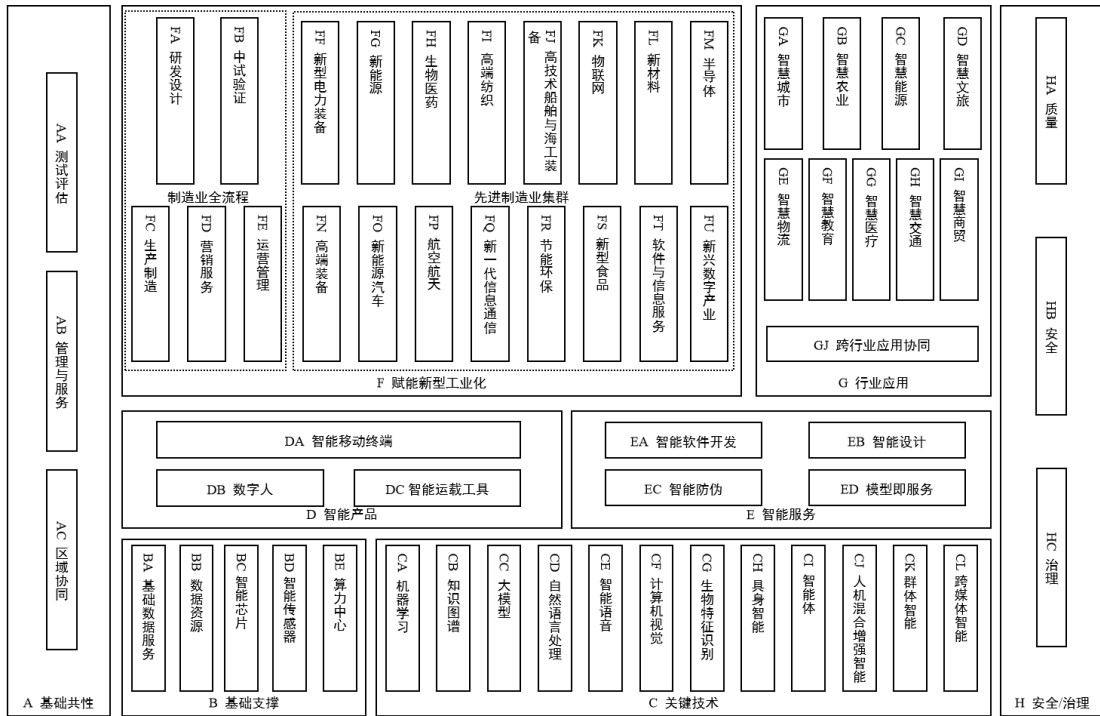 AA 测试评估
AB 管理与服务
AC 区域协同
A 基础共性
FA 研发设计
FB 中试验证
制造业全流程
FC 生产制造
FD 营销服务
FE 运营管理
FF 新型电力装备
FG 新能源
FH 生物医药
FI 高端纺织
FJ 高技术船舶与海工装备
FK 物联网
FL 新材料
FM 半导体
先进制造业集群
FN 高端装备
FO 新能源汽车
FP 航空航天
FQ 新一代信息通信
FR 节能环保
FS 新型食品
FT 软件与信息服务
FU 新兴数字产业
F 赋能新型工业化
GA 智慧城市
GB 智慧农业
GC 智慧能源
GD 智慧文旅
GE 智慧物流
GF 智慧教育
GG 智慧医疗
GH 智慧交通
GI 智慧商贸
GJ 跨行业应用协同
G 行业应用
DA 智能移动终端
DB 数字人
DC 智能运载工具
D 智能产品
EA 智能软件开发
EB 智能设计
EC 智能防伪
ED 模型即服务
E 智能服务
BA 基础数据服务
BB 数据资源
BC 智能芯片
BD 智能传感器
BE 算力中心
B 基础支撑
CA 机器学习
CB 知识图谱
CC 大模型
CD 自然语言处理
CE 智能语音
CF 计算机视觉
CG 生物特征识别
CH 具身智能
CI 智能体
CJ 人机混合增强智能
CK 群体智能
CL 跨媒体智能
C 关键技术
HA 质量
HB 安全
HC 治理
H 安全/治理